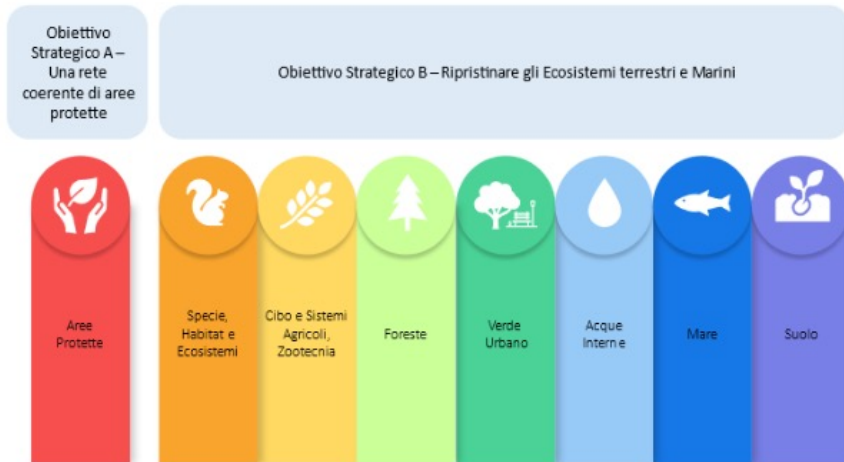 Obiettivo
Strategico A –
Una rete
coerente di aree
protette
Obiettivo Strategico B – Ripristinare gli Ecosistemi terrestri e Marini
Aree
Protette
Specie,
Habitat e
Ecosistemi
Cibo e Sistemi
Agricoli,
Zootecnia
Foreste
Verde
Urbano
Acque
Interne
Mare
Suolo